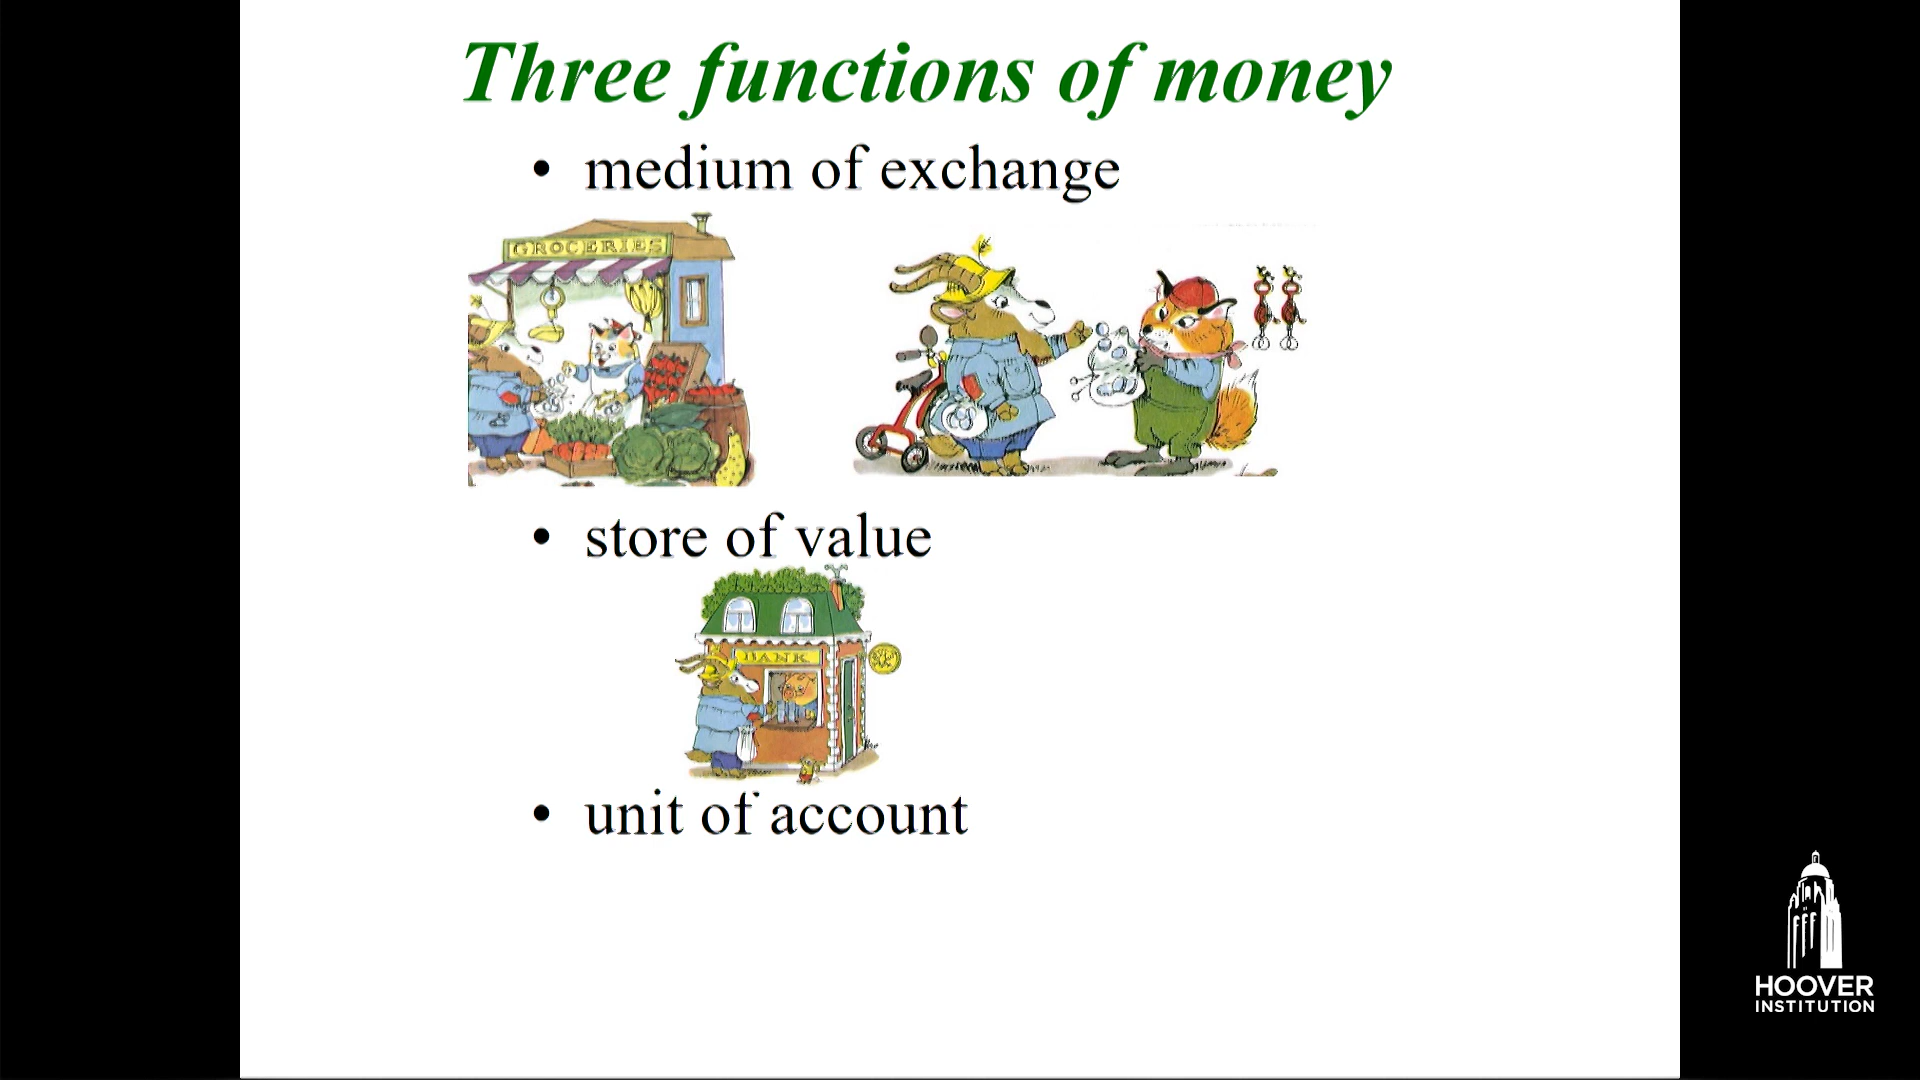 Three functions of money
• medium of exchange
GROCERIES
• store of value
BANK
• unit of account
HOOVER
INSTITUTION